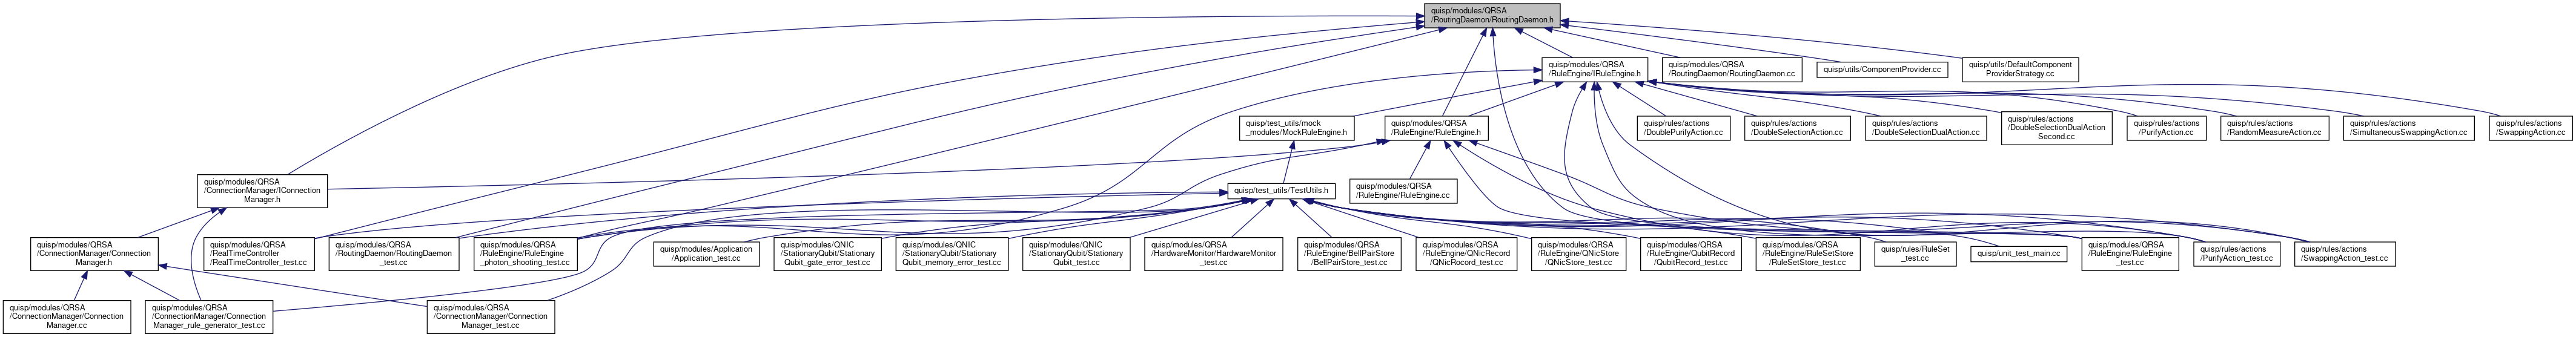 quisp/modules/QRSA
/RoutingDaemon/RoutingDaemon.h
quisp/modules/QRSA
/RuleEngine/IRuleEngine.h
quisp/modules/QRSA
/RoutingDaemon/RoutingDaemon.cc
quisp/utils/ComponentProvider.cc
quisp/utils/DefaultComponent
ProviderStrategy.cc
quisp/test_utils/mock
_modules/MockRuleEngine.h
quisp/modules/QRSA
/RuleEngine/RuleEngine.h
quisp/rules/actions
/DoublePurifyAction.cc
quisp/rules/actions
/DoubleSelectionAction.cc
quisp/rules/actions
/DoubleSelectionDualAction.cc
quisp/rules/actions
/DoubleSelectionDualAction
Second.cc
quisp/rules/actions
/PurifyAction.cc
quisp/rules/actions
/RandomMeasureAction.cc
quisp/rules/actions
/SimultaneousSwappingAction.cc
quisp/rules/actions
/SwappingAction.cc
quisp/modules/QRSA
/ConnectionManager/IConnection
Manager.h
quisp/test_utils/TestUtils.h
quisp/modules/QRSA
/RuleEngine/RuleEngine.cc
quisp/modules/QRSA
/ConnectionManager/Connection
Manager.h
quisp/modules/QRSA
/RealTimeController
/RealTimeController_test.cc
quisp/modules/QRSA
/RoutingDaemon/RoutingDaemon
_test.cc
quisp/modules/QRSA
/RuleEngine/RuleEngine
_photon_shooting_test.cc
quisp/modules/Application
/Application_test.cc
quisp/modules/QNIC
/StationaryQubit/Stationary
Qubit_gate_error_test.cc
quisp/modules/QNIC
/StationaryQubit/Stationary
Qubit_memory_error_test.cc
quisp/modules/QNIC
/StationaryQubit/Stationary
Qubit_test.cc
quisp/modules/QRSA
/HardwareMonitor/HardwareMonitor
_test.cc
quisp/modules/QRSA
/RuleEngine/BellPairStore
/BellPairStore_test.cc
quisp/modules/QRSA
/RuleEngine/QNicRecord
/QNicRocord_test.cc
quisp/modules/QRSA
/RuleEngine/QNicStore
/QNicStore_test.cc
quisp/modules/QRSA
/RuleEngine/QubitRecord
/QubitRecord_test.cc
quisp/modules/QRSA
/RuleEngine/RuleSetStore
/RuleSetStore_test.cc
quisp/rules/RuleSet
_test.cc
quisp/unit_test_main.cc
quisp/modules/QRSA
/RuleEngine/RuleEngine
_test.cc
quisp/rules/actions
/PurifyAction_test.cc
quisp/rules/actions
/SwappingAction_test.cc
quisp/modules/QRSA
/ConnectionManager/Connection
Manager.cc
quisp/modules/QRSA
/ConnectionManager/Connection
Manager_rule_generator_test.cc
quisp/modules/QRSA
/ConnectionManager/Connection
Manager_test.cc